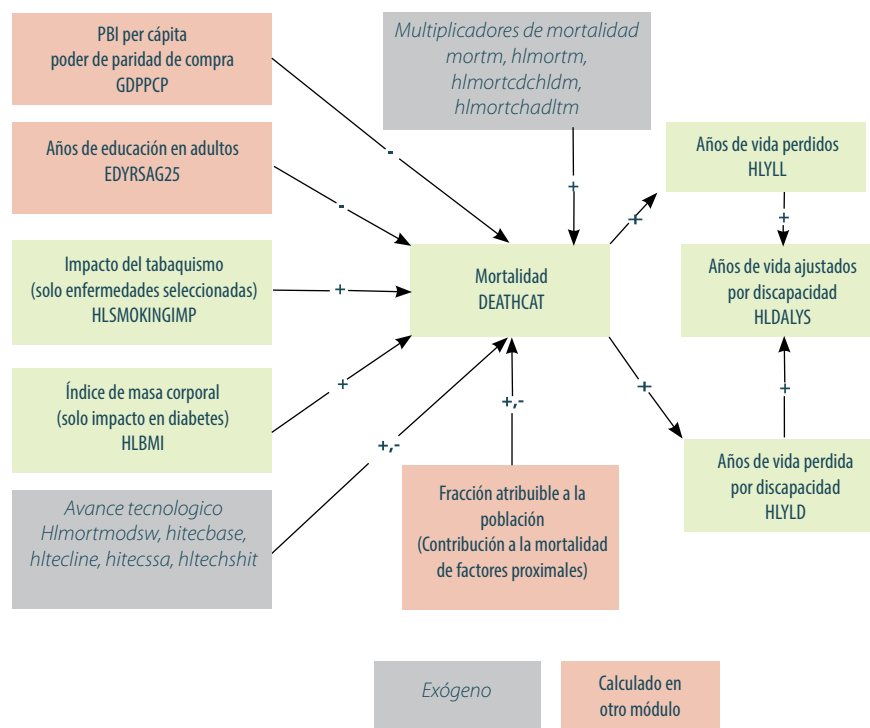 PBI per cápita
poder de paridad de compra
GDPPCP
Multiplicadores de mortalidad
mortm, hlmortm,
hlmortcdchldm,
hlmortchadltm
-
Años de educación en adultos
EDYRSAG25
-
+
Años de vida perdidos
HLYLL
+
+
Impacto del tabaquismo
(solo enfermedades seleccionadas)
HLSMOKINGIMP
+
Mortalidad
DEATHCAT
Años de vida ajustados
por discapacidad
HLDALYS
Índice de masa corporal
(solo impacto en diabetes)
HLBMI
+
+,-
+,-
+
+
Años de vida perdida
por discapacidad
HLYLD
Avance tecnologico
Hlmortmodsw, hitecbase,
hltecline, hitecssa, hltechshit
Fracción atribuible a la
población
(Contribución a la mortalidad
de factores proximales)
Exógeno
Calculado en
otro módulo